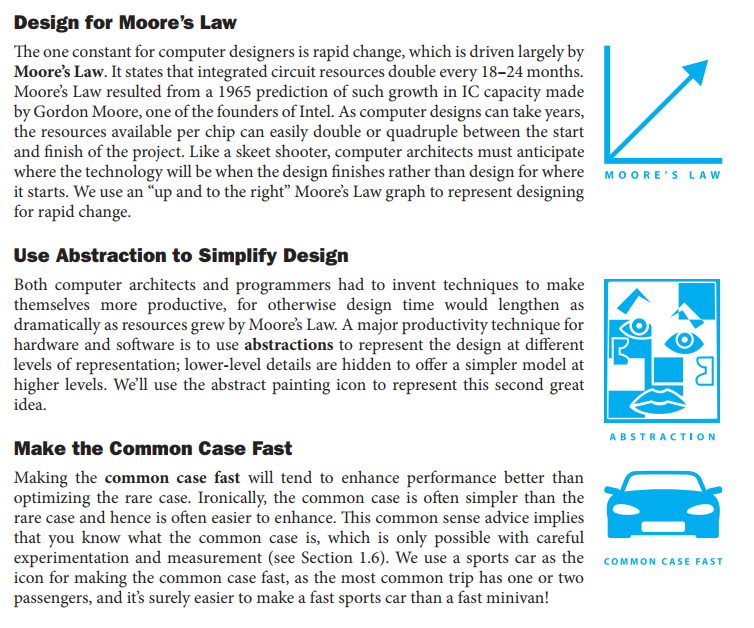 Design for Moore's Law
The one constant for computer designers is rapid change, which is driven largely by
Moore's Law. It states that integrated circuit resources double every 18–24 months.
Moore's Law resulted from a 1965 prediction of such growth in IC capacity made
by Gordon Moore, one of the founders of Intel. As computer designs can take years,
the resources available per chip can easily double or quadruple between the start
and finish of the project. Like a skeet shooter, computer architects must anticipate
where the technology will be when the design finishes rather than design for where
it starts. We use an “up and to the right” Moore's Law graph to represent designing
for rapid change.
MOORE'S LAW
Use Abstraction to Simplify Design
Both computer architects and programmers had to invent techniques to make
themselves more productive, for otherwise design time would lengthen as
dramatically as resources grew by Moore's Law. A major productivity technique for
hardware and software is to use abstractions to represent the design at different
levels of representation; lower-level details are hidden to offer a simpler model at
higher levels. We'll use the abstract painting icon to represent this second great
idea.
ABSTRACTION
Make the Common Case Fast
Making the common case fast will tend to enhance performance better than
optimizing the rare case. Ironically, the common case is often simpler than the
rare case and hence is often easier to enhance. This common sense advice implies
that you know what the common case is, which is only possible with careful
experimentation and measurement (see Section 1.6). We use a sports car as the
icon for making the common case fast, as the most common trip has one or two
passengers, and it's surely easier to make a fast sports car than a fast minivan!
COMMON CASE FAST